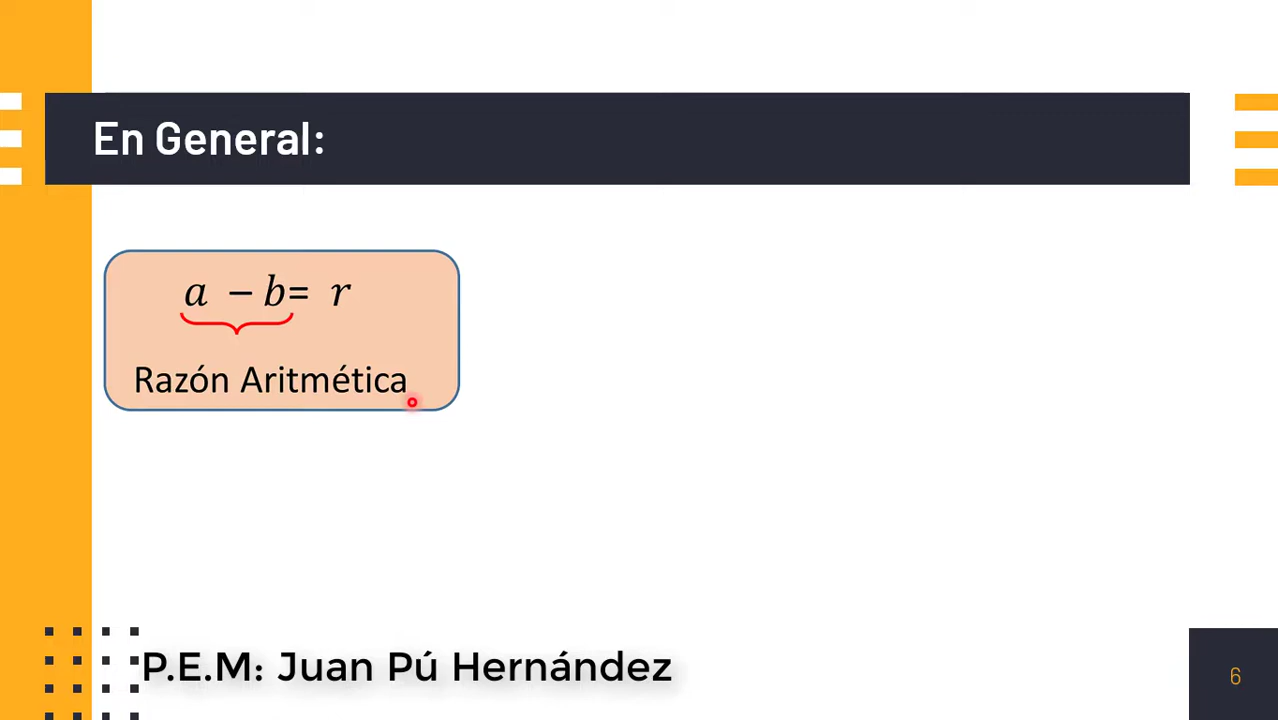 En General:
a − b = r
Razón Aritmética
P.E.M: Juan Pú Hernández
6